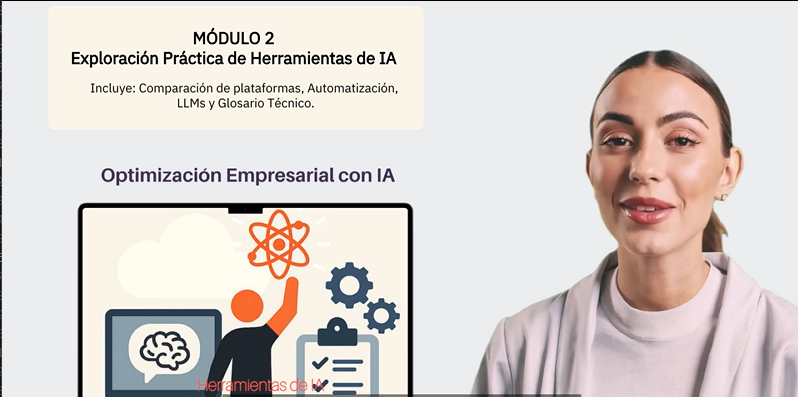 MÓDULO 2
Exploración Práctica de Herramientas de IA
Incluye: Comparación de plataformas, Automatización,
LLMs y Glosario Técnico.
Optimización Empresarial con IA
Herramientas de IA